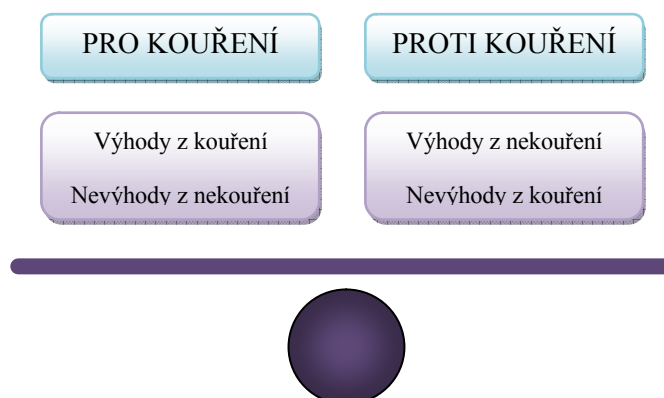 PRO KOUŘENÍ
PROTI KOUŘENÍ
Výhody z kouření
Nevýhody z nekouření
Výhody z nekouření
Nevýhody z kouření